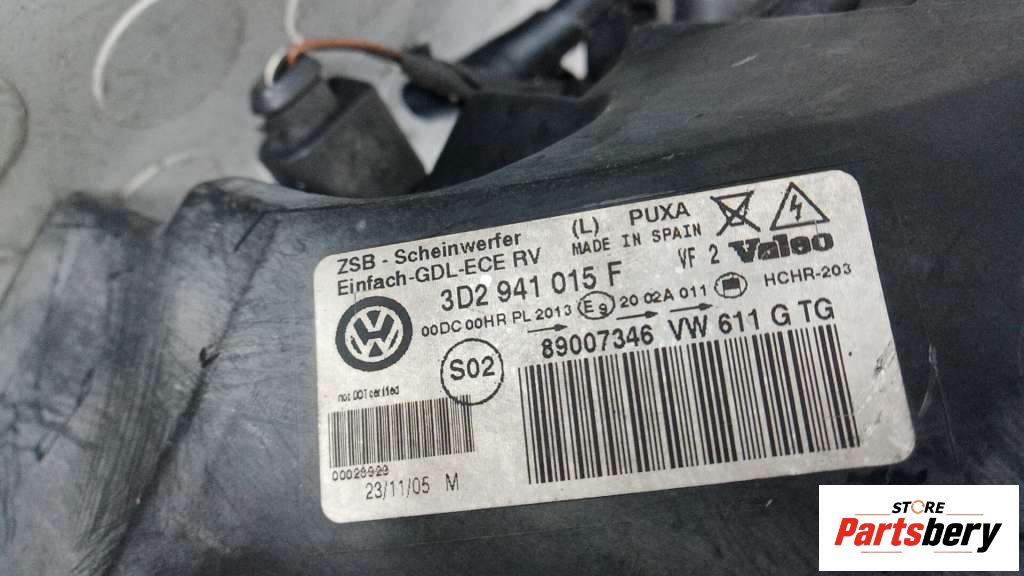 ZSB - Scheinwerfer (L) PUXA
Einfach-GDL-ECE RV MADE IN SPAIN
3D2 941 015 F VF 2 Valeo
00DC 00HR PL 2013 E9 20 02A 011 HCHR-203
89007346 VW 611 G TG
S02
not DOT certified
00028929
23/11/05 M
STORE
Partsbery